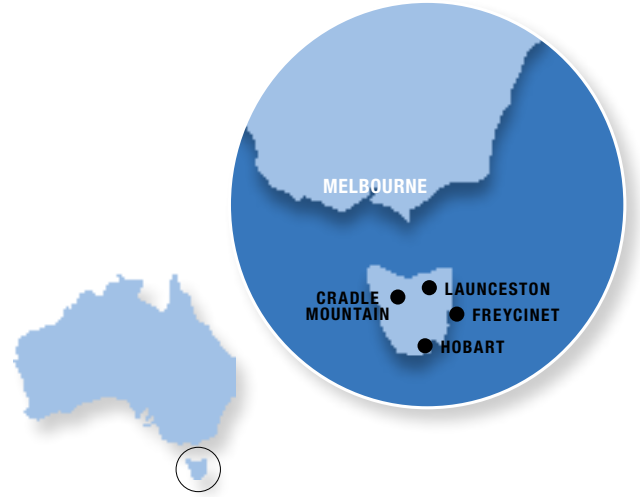 MELBOURNE
LAUNCESTON
CRADLE
MOUNTAIN
FREYCINET
HOBART